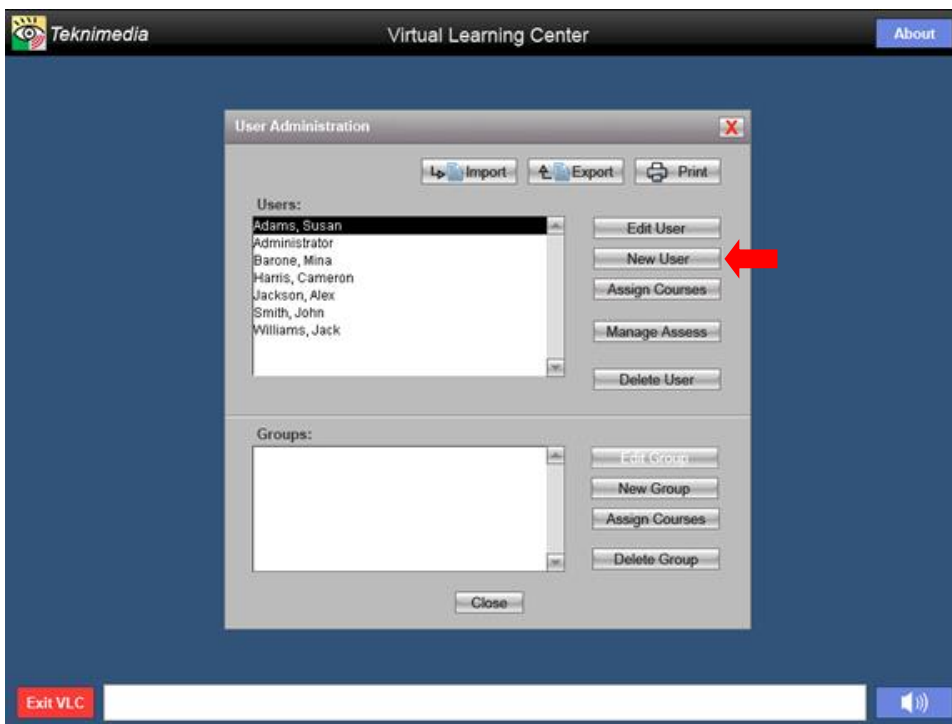 Teknimedia
Virtual Learning Center
About
User Administration
X
Import
Export
Print
Users:
Adams, Susan
Administrator
Barone, Mina
Harris, Cameron
Jackson, Alex
Smith, John
Williams, Jack
Edit User
New User
Assign Courses
Manage Assess
Delete User
Groups:
Edit Group
New Group
Assign Courses
Delete Group
Close
Exit VLC